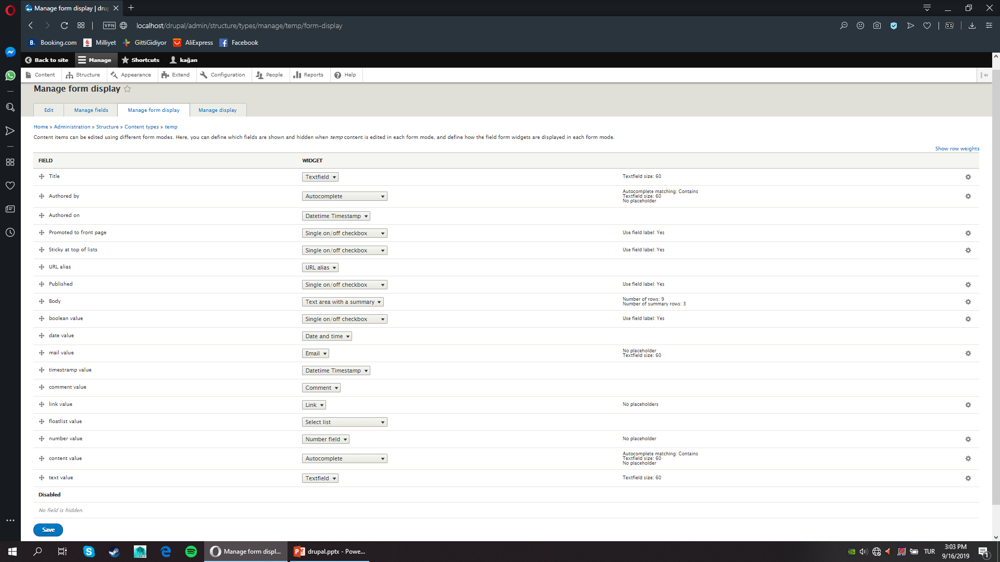 Manage form display | drup
VPN
localhost/drupal/admin/structure/types/manage/temp/form-display
B. Booking.com Milliyet GittiGidiyor AliExpress Facebook
Back to site Manage Shortcuts kağan
Content Structure Appearance Extend Configuration People Reports Help
Manage form display
Edit Manage fields Manage form display Manage display
Home » Administration » Structure » Content types » temp
Content items can be edited using different form modes. Here, you can define which fields are shown and hidden when temp content is edited in each form mode, and define how the field form widgets are displayed in each form mode.
Show row weights
FIELD WIDGET
Title Textfield Textfield size: 60
Authored by Autocomplete Autocomplete matching: Contains
Textfield size: 60
No placeholder
Authored on Datetime Timestamp
Promoted to front page Single on/off checkbox Use field label: Yes
Sticky at top of lists Single on/off checkbox Use field label: Yes
URL alias URL alias
Published Single on/off checkbox Use field label: Yes
Body Text area with a summary Number of rows: 9
Number of summary rows: 3
boolean value Single on/off checkbox Use field label: Yes
date value Date and time
mail value Email No placeholder
Textfield size: 60
timestramp value Datetime Timestamp
comment value Comment
link value Link No placeholders
floatlist value Select list
number value Number field No placeholder
content value Autocomplete Autocomplete matching: Contains
Textfield size: 60
No placeholder
text value Textfield Textfield size: 60
Disabled
No field is hidden.
Save
Manage form displ... drupal.pptx - Powe... TUR 3:03 PM
9/16/2019
1